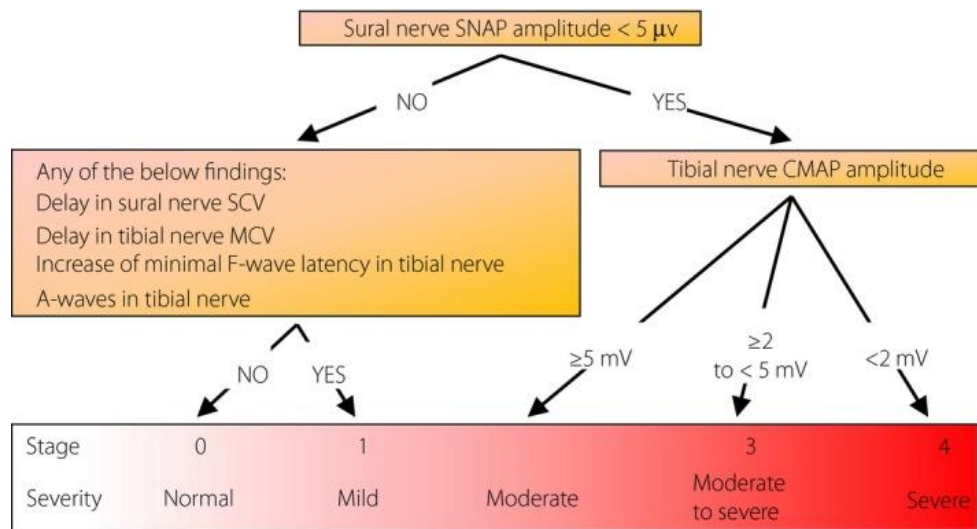 Sural nerve SNAP amplitude < 5 μv
NO
YES
Any of the below findings:
Delay in sural nerve SCV
Delay in tibial nerve MCV
Increase of minimal F-wave latency in tibial nerve
A-waves in tibial nerve
Tibial nerve CMAP amplitude
NO
YES
≥5 mV
≥2
to < 5 mV
<2 mV
Stage 0 1 3 4
Severity Normal Mild Moderate Moderate
to severe Severe